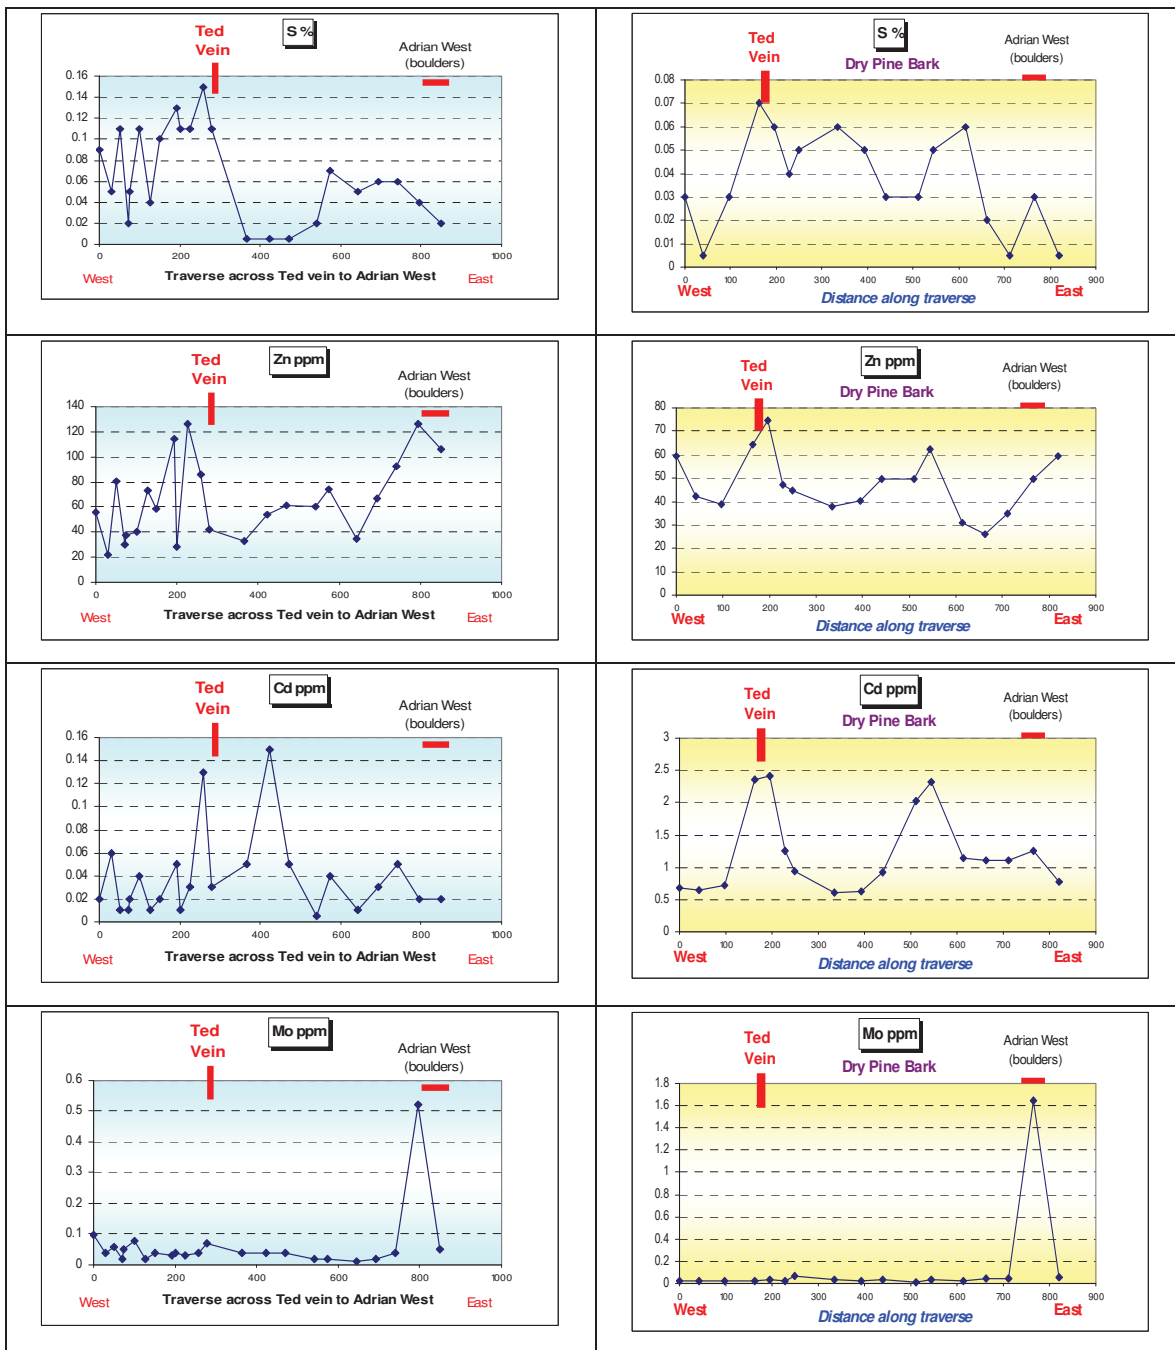 Ted
Vein
S %
Adrian West
(boulders)
0.16
0.14
0.12
0.1
0.08
0.06
0.04
0.02
0
0 200 400 600 800 1000
West Traverse across Ted vein to Adrian West East
Ted
Vein
S %
Dry Pine Bark
Adrian West
(boulders)
0.08
0.07
0.06
0.05
0.04
0.03
0.02
0.01
0
0 100 200 300 400 500 600 700 800 900
West Distance along traverse East
Ted
Vein
Zn ppm
Adrian West
(boulders)
140
120
100
80
60
40
20
0
0 200 400 600 800 1000
West Traverse across Ted vein to Adrian West East
Ted
Vein
Zn ppm
Dry Pine Bark
Adrian West
(boulders)
80
70
60
50
40
30
20
10
0
0 100 200 300 400 500 600 700 800 900
West Distance along traverse East
Ted
Vein
Cd ppm
Adrian West
(boulders)
0.16
0.14
0.12
0.1
0.08
0.06
0.04
0.02
0
0 200 400 600 800 1000
West Traverse across Ted vein to Adrian West East
Ted
Vein
Cd ppm
Dry Pine Bark
Adrian West
(boulders)
3
2.5
2
1.5
1
0.5
0
0 100 200 300 400 500 600 700 800 900
West Distance along traverse East
Ted
Vein
Mo ppm
Adrian West
(boulders)
0.6
0.5
0.4
0.3
0.2
0.1
0
0 200 400 600 800 1000
West Traverse across Ted vein to Adrian West East
Ted
Vein
Mo ppm
Dry Pine Bark
Adrian West
(boulders)
1.8
1.6
1.4
1.2
1
0.8
0.6
0.4
0.2
0
0 100 200 300 400 500 600 700 800 900
West Distance along traverse East